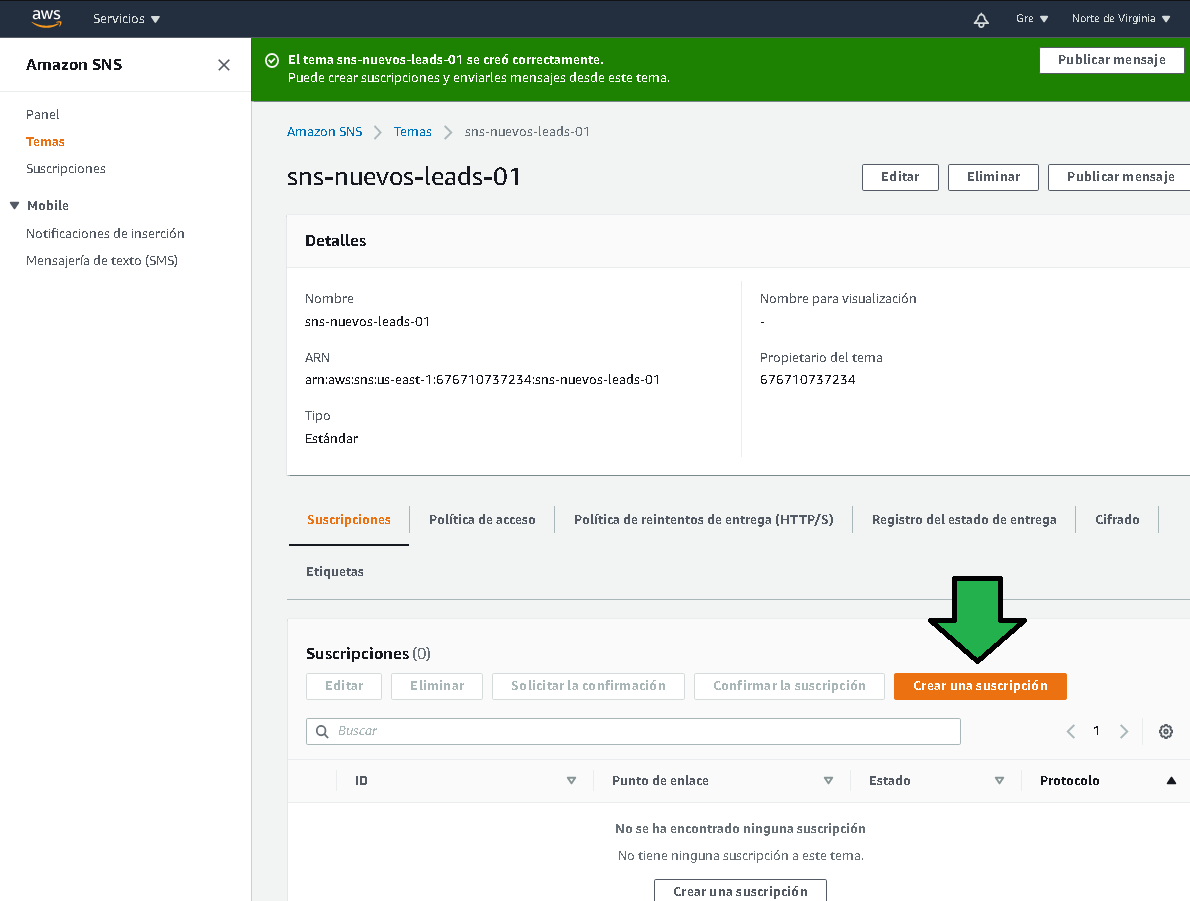 aws
Servicios
Gre
Norte de Virginia
Amazon SNS
Panel
Temas
Suscripciones
Mobile
Notificaciones de inserción
Mensajería de texto (SMS)
El tema sns-nuevos-leads-01 se creó correctamente.
Puede crear suscripciones y enviarles mensajes desde este tema.
Publicar mensaje
Amazon SNS
Temas
sns-nuevos-leads-01
sns-nuevos-leads-01
Editar
Eliminar
Publicar mensaje
Detalles
Nombre
sns-nuevos-leads-01
ARN
arn:aws:sns:us-east-1:676710737234:sns-nuevos-leads-01
Tipo
Estándar
Nombre para visualización
-
Propietario del tema
676710737234
Suscripciones
Política de acceso
Política de reintentos de entrega (HTTP/S)
Registro del estado de entrega
Cifrado
Etiquetas
Suscripciones (0)
Editar
Eliminar
Solicitar la confirmación
Confirmar la suscripción
Crear una suscripción
Buscar
1
ID
Punto de enlace
Estado
Protocolo
No se ha encontrado ninguna suscripción
No tiene ninguna suscripción a este tema.
Crear una suscripción